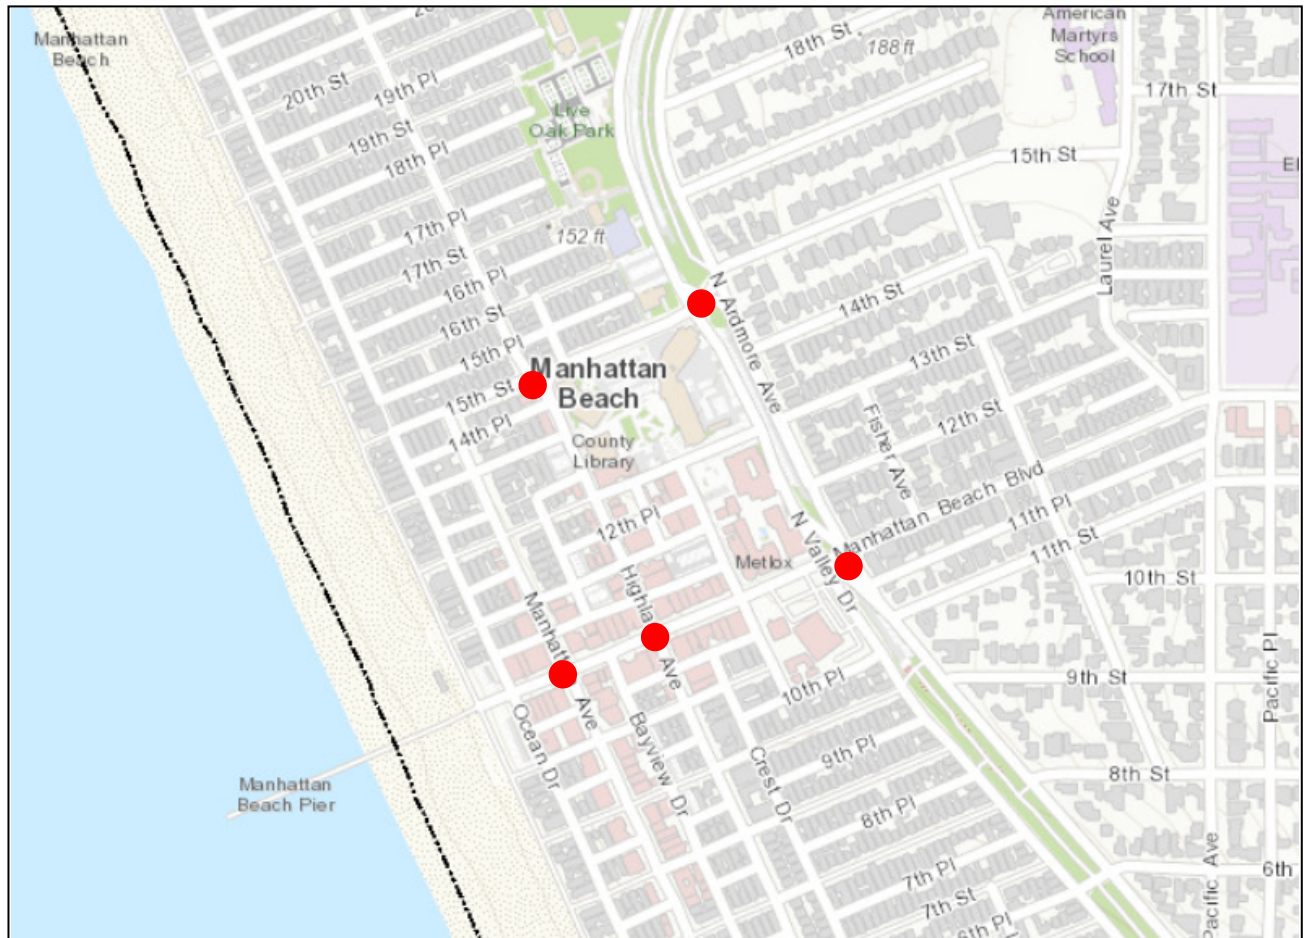 American
Martyrs
School
Manhattan
Beach
18th St
188 ft
20th St
19th Pl
17th St
Live
Oak Park
19th St
18th Pl
15th St
17th Pl
152 ft
Laurel Ave
17th St
16th Pl
N Ardmore Ave
14th St
16th St
15th Pl
13th St
Manhattan
Beach
15th St
14th Pl
Fisher Ave
12th St
County
Library
Manhattan Beach Blvd
11th Pl
12th Pl
N Valley Dr
11th St
Metlox
10th St
Highla
Ave
Manhatt
Ave
9th St
Pacific Pl
10th Pl
Ocean Dr
Bayview Dr
Crest Dr
9th Pl
Manhattan
Beach Pier
8th St
8th Pl
7th Pl
Pacific Ave
6th
7th St
6th Pl